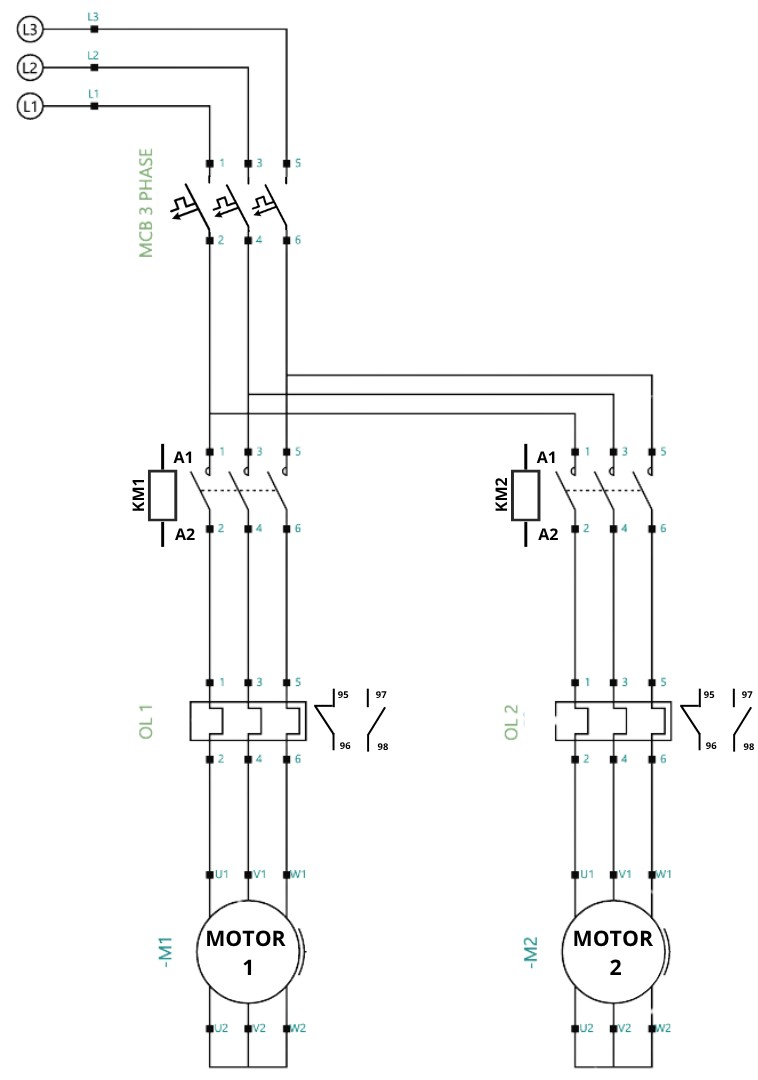 L3
L3
L2
L2
L1
L1
MCB 3 PHASE
1 3 5
2 4 6
KM1
A1
1 3 5
A2
2 4 6
KM2
A1
1 3 5
A2
2 4 6
OL 1
1 3 5
95 97
96 98
2 4 6
OL 2
1 3 5
95 97
96 98
2 4 6
U1 V1 W1
-M1
MOTOR
1
U2 V2 W2
U1 V1 W1
-M2
MOTOR
2
U2 V2 W2